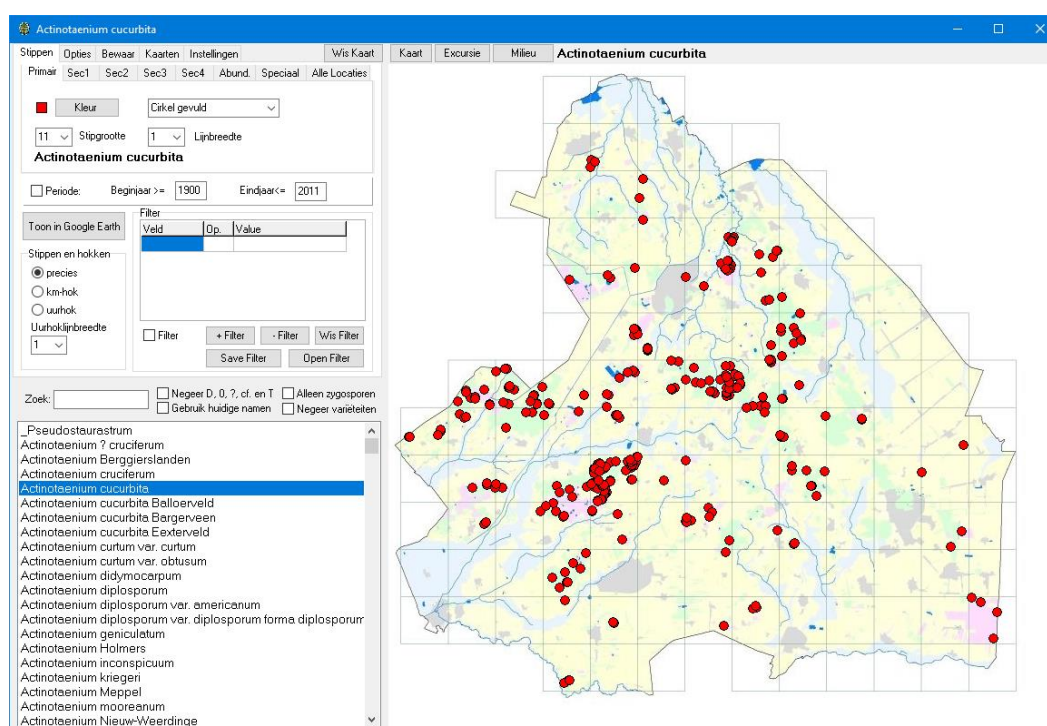 Actinotaenium cucurbita
Stippen Opties Bewaar Kaarten Instellingen Wis Kaart Kaart Excursie Milieu Actinotaenium cucurbita
Primair Sec1 Sec2 Sec3 Sec4 Abund. Speciaal Alle Locaties
Kleur Cirkel gevuld
11 Stipgrootte 1 Lijnbreedte
Actinotaenium cucurbita
Periode: Beginjaar >= 1900 Eindjaar<= 2011
Toon in Google Earth
Filter
Veld Op. Value
Stippen en hokken
precies
km-hok
uurhok
Uurhoklijnbreedte
1
Filter + Filter - Filter Wis Filter
Save Filter Open Filter
Zoek: Negeer D, 0, ?, cf. en T Alleen zygosporen
Gebruik huidige namen Negeer variëteiten
_Pseudostaurastrum
Actinotaenium ? cruciferum
Actinotaenium Berggierslanden
Actinotaenium cruciferum
Actinotaenium cucurbita
Actinotaenium cucurbita Balloerveld
Actinotaenium cucurbita Bargerveen
Actinotaenium cucurbita Eexterveld
Actinotaenium curtum var. curtum
Actinotaenium curtum var. obtusum
Actinotaenium didymocarpum
Actinotaenium diplosporum
Actinotaenium diplosporum var. americanum
Actinotaenium diplosporum var. diplosporum forma diplosporum
Actinotaenium geniculatum
Actinotaenium Holmers
Actinotaenium inconspicuum
Actinotaenium kriegeri
Actinotaenium Meppel
Actinotaenium mooreanum
Actinotaenium Nieuw-Weerdinge